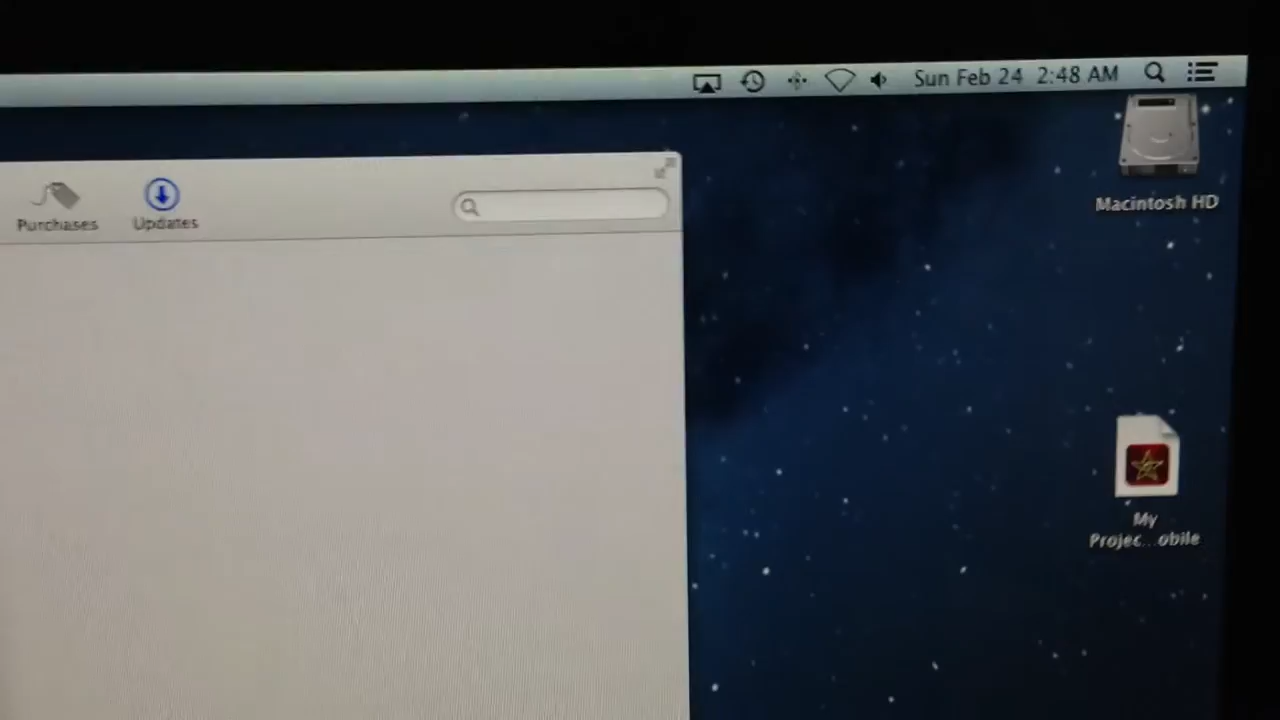 Sun Feb 24 2:48 AM
Macintosh HD
Purchases
Updates
My
Projec...obile